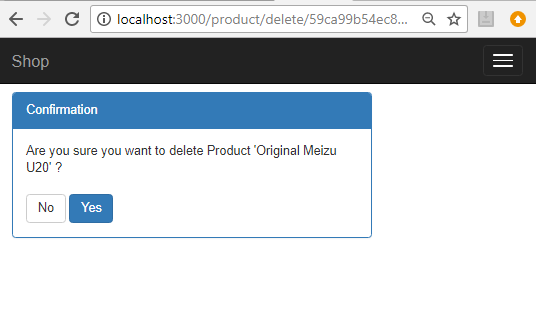 localhost:3000/product/delete/59ca99b54ec8...
Shop
Confirmation
Are you sure you want to delete Product 'Original Meizu
U20' ?
No Yes